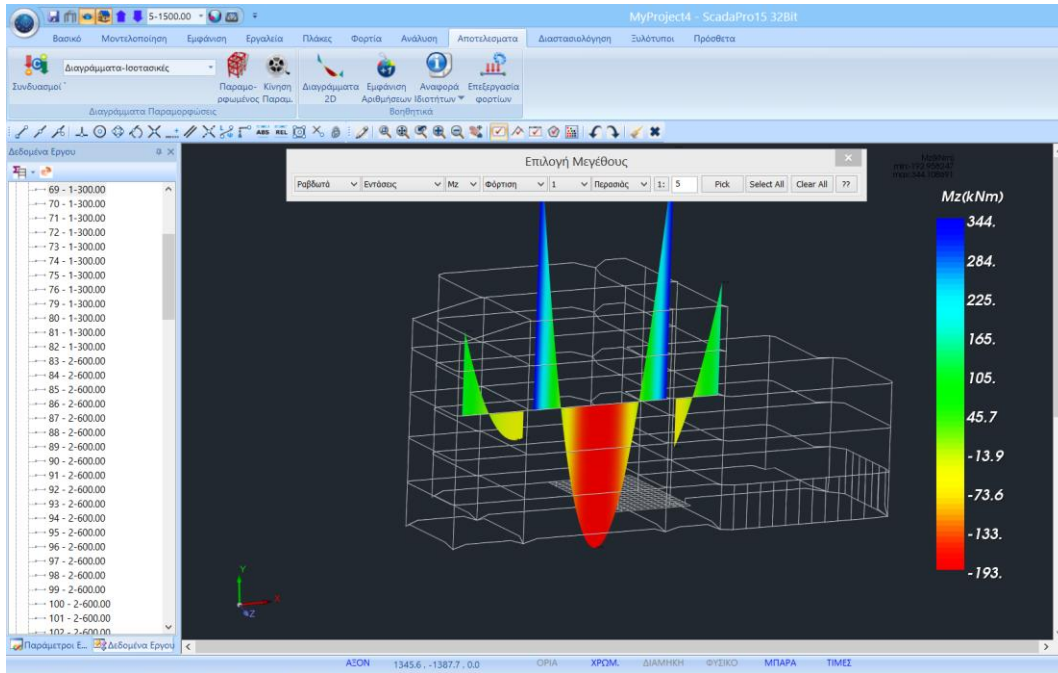 5-1500.00
MyProject4 - ScadaPro15 32Bit
Βασικό Μοντελοποίηση Εμφάνιση Εργαλεία Πλάκες Φορτία Ανάλυση Αποτελεσματα Διαστασιολόγηση Ξυλότυποι Πρόσθετα
Συνδυασμοί
Διαγράμματα-Ισοτασικές
Παραμο-
ρφωμένος
Κίνηση
Παραμ.
Διαγράμματα
2D
Εμφάνιση
Αριθμήσεων
Αναφορά
Ιδιοτήτων
Επεξεργασία
φορτίων
Διαγράμματα Παραμορφώσεις
Βοηθητικά
ABS REL
Δεδομένα Εργου
69 - 1-300.00
70 - 1-300.00
71 - 1-300.00
72 - 1-300.00
73 - 1-300.00
74 - 1-300.00
75 - 1-300.00
76 - 1-300.00
79 - 1-300.00
80 - 1-300.00
81 - 1-300.00
82 - 1-300.00
83 - 2-600.00
84 - 2-600.00
85 - 2-600.00
86 - 2-600.00
87 - 2-600.00
88 - 2-600.00
89 - 2-600.00
90 - 2-600.00
91 - 2-600.00
92 - 2-600.00
93 - 2-600.00
94 - 2-600.00
95 - 2-600.00
96 - 2-600.00
97 - 2-600.00
98 - 2-600.00
99 - 2-600.00
100 - 2-600.00
101 - 2-600.00
102 - 2-600.00
Παράμετροι Ε... Δεδομένα Εργου
Επιλογή Μεγέθους
Ραβδωτά Εντάσεις Mz Φόρτιση 1 Περασιάς 1: 5 Pick Select All Clear All ??
Mz(kNm)
344.
284.
225.
165.
105.
45.7
-13.9
-73.6
-133.
-193.
Y
X
Z
ΑΞΟΝ 1345.6 , -1387.7 , 0.0 ΟΡΙΑ ΧΡΩΜ. ΔΙΑΜΗΚΗ ΦΥΣΙΚΟ ΜΠΑΡΑ ΤΙΜΕΣ